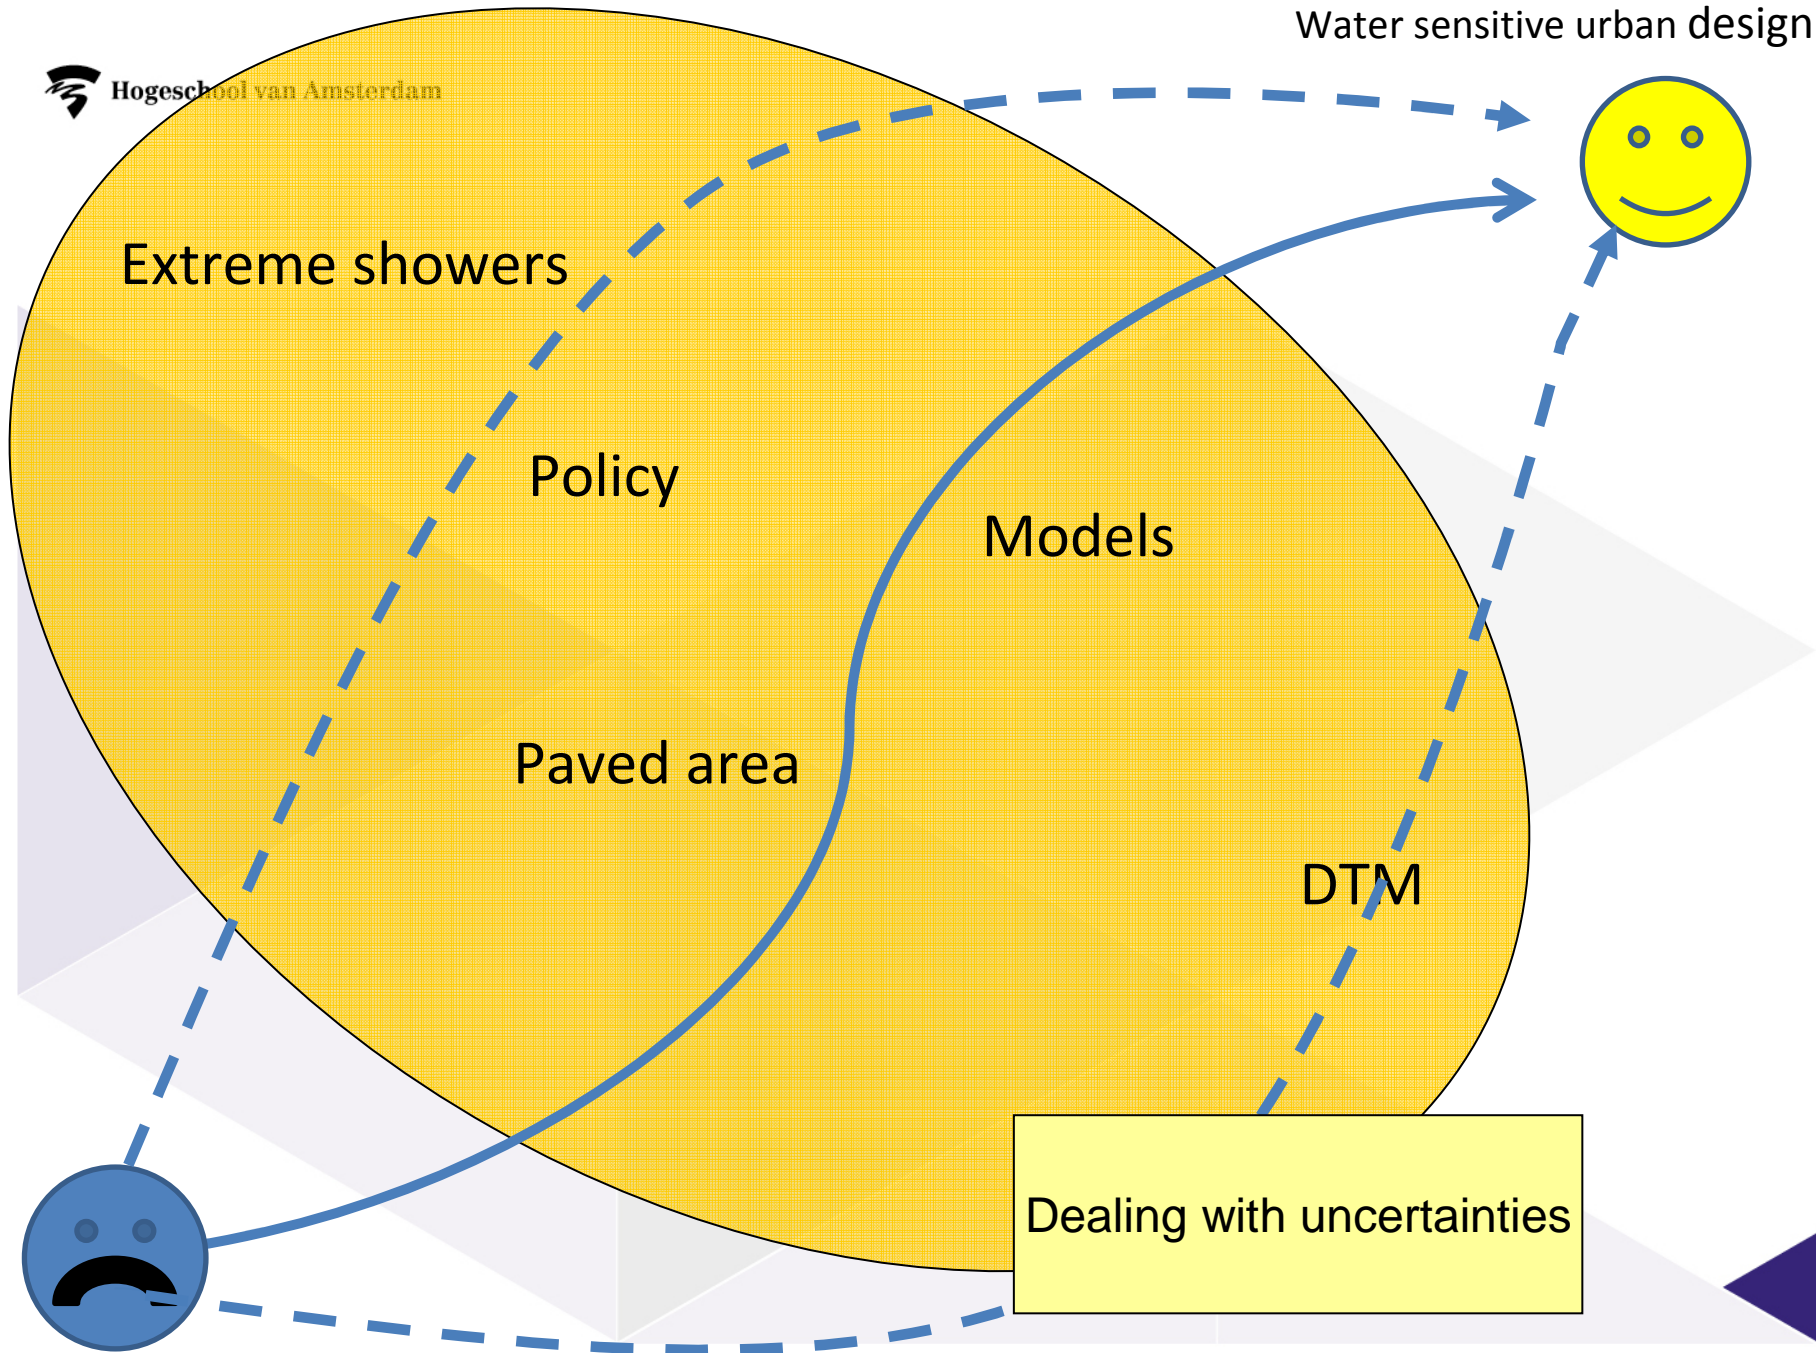 Water sensitive urban design
Hogeschool van Amsterdam
Extreme showers
Policy
Models
Paved area
DTM
Dealing with uncertainties